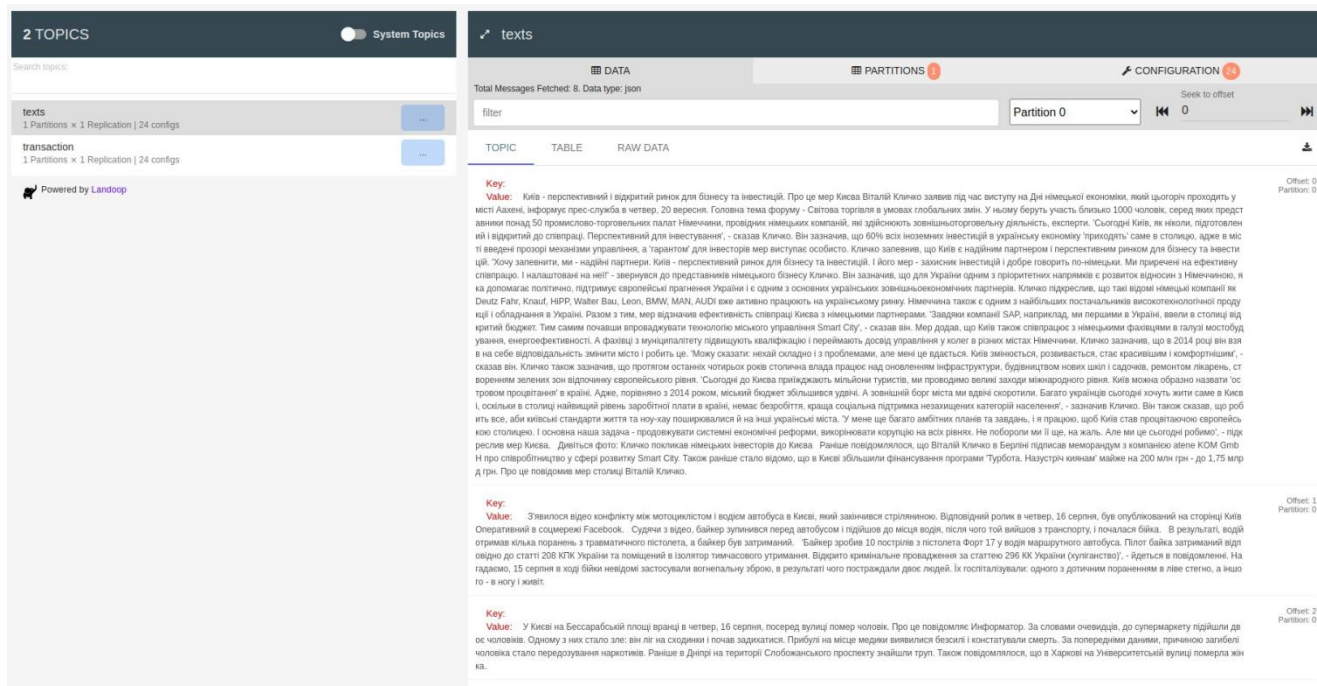 2 TOPICS
System Topics
Search topics:
texts
1 Partitions × 1 Replication | 24 configs
...
transaction
1 Partitions × 1 Replication | 24 configs
...
Powered by Landoop
texts
DATA
PARTITIONS 1
CONFIGURATION 24
Total Messages Fetched: 8. Data type: json
Seek to offset
filter
Partition 0
0
TOPIC
TABLE
RAW DATA
Offset: 0
Partition: 0
Key:
Value: Київ - перспективний і відкритий ринок для бізнесу та інвестицій. Про це мер Києва Віталій Кличко заявив під час виступу на Дні німецької економіки, який цьогоріч проходить у
місті Аахені, інформує прес-служба в четвер, 20 вересня. Головна тема форуму - Світова торгівля в умовах глобальних змін. У ньому беруть участь близько 1000 чоловік, серед яких предст
авники понад 50 промислово-торговельних палат Німеччини, провідних німецьких компаній, які здійснюють зовнішньоторговельну діяльність, експерти. 'Сьогодні Київ, як ніколи, підготовлен
ий і відкритий до співпраці. Перспективний для інвестування', - сказав Кличко. Він зазначив, що 60% всіх іноземних інвестицій в українську економіку 'приходять' саме в столицю, адже в міс
ті введені прозорі механізми управління, а 'гарантом' для інвесторів мер виступає особисто. Кличко запевнив, що Київ є надійним партнером і перспективним ринком для бізнесу та інвести
цій. 'Хочу запевнити, ми - надійні партнери. Київ - перспективний ринок для бізнесу та інвестицій. І його мер - захисник інвестицій і добре говорить по-німецьки. Ми приречені на ефективну
співпрацю. І налаштовані на неї!' - звернувся до представників німецького бізнесу Кличко. Він зазначив, що для України одним з пріоритетних напрямків є розвиток відносин з Німеччиною, я
ка допомагає політично, підтримує європейські прагнення України і є одним з основних українських зовнішньоекономічних партнерів. Кличко підкреслив, що такі відомі німецькі компанії як
Deutz Fahr, Knauf, HiPP, Walter Bau, Leon, BMW, MAN, AUDI вже активно працюють на українському ринку. Німеччина також є одним з найбільших постачальників високотехнологічної проду
кції і обладнання в Україні. Разом з тим, мер відзначив ефективність співпраці Києва з німецькими партнерами. 'Завдяки компанії SAP, наприклад, ми першими в Україні, ввели в столиці від
критий бюджет. Тим самим почавши впроваджувати технологію міського управління Smart City', - сказав він. Мер додав, що Київ також співпрацює з німецькими фахівцями в галузі мостобуд
ування, енергоефективності. А фахівці з муніципалітету підвищують кваліфікацію і переймають досвід управління у колег в різних містах Німеччини. Кличко зазначив, що в 2014 році він взя
в на себе відповідальність змінити місто і робить це. 'Можу сказати: нехай складно і з проблемами, але мені це вдається. Київ змінюється, розвивається, стає красивішим і комфортнішим', -
сказав він. Кличко також зазначив, що протягом останніх чотирьох років столична влада працює над оновленням інфраструктури, будівництвом нових шкіл і садочків, ремонтом лікарень, ст
воренням зелених зон відпочинку європейського рівня. 'Сьогодні до Києва приїжджають мільйони туристів, ми проводимо великі заходи міжнародного рівня. Київ можна образно назвати 'ос
тровом процвітання' в країні. Адже, порівняно з 2014 роком, міський бюджет збільшився удвічі. А зовнішній борг міста ми вдвічі скоротили. Багато українців сьогодні хочуть жити саме в Києв
і, оскільки в столиці найвищий рівень заробітної плати в країні, немає безробіття, краща соціальна підтримка незахищених категорій населення', - зазначив Кличко. Він також сказав, що роб
ить все, аби київські стандарти життя та ноу-хау поширювалися й на інші українські міста. 'У мене ще багато амбітних планів та завдань, і я працюю, щоб Київ став процвітаючою європейсь
кою столицею. І основна наша задача - продовжувати системні економічні реформи, викорінювати корупцію на всіх рівнях. Не побороли ми її ще, на жаль. Але ми це сьогодні робимо', - підк
реслив мер Києва. Дивіться фото: Кличко покликав німецьких інвесторів до Києва Раніше повідомлялося, що Віталій Кличко в Берліні підписав меморандум з компанією atene KOM Gmb
H про співробітництво у сфері розвитку Smart City. Також раніше стало відомо, що в Києві збільшили фінансування програми 'Турбота. Назустріч киянам' майже на 200 млн грн - до 1,75 млр
д грн. Про це повідомив мер столиці Віталій Кличко.
Offset: 1
Partition: 0
Key:
Value: З'явилося відео конфлікту між мотоциклістом і водієм автобуса в Києві, який закінчився стріляниною. Відповідний ролик в четвер, 16 серпня, був опублікований на сторінці Київ
Оперативний в соцмережі Facebook. Судячи з відео, байкер зупинився перед автобусом і підійшов до місця водія, після чого той вийшов з транспорту, і почалася бійка. В результаті, водій
отримав кілька поранень з травматичного пістолета, а байкер був затриманий. 'Байкер зробив 10 пострілів з пістолета Форт 17 у водія маршрутного автобуса. Пілот байка затриманий відп
овідно до статті 208 КПК України та поміщений в ізолятор тимчасового утримання. Відкрито кримінальне провадження за статтею 296 КК України (хуліганство)', - йдеться в повідомленні. На
гадаємо, 15 серпня в ході бійки невідомі застосували вогнепальну зброю, в результаті чого постраждали двоє людей. Їх госпіталізували: одного з дотичним пораненням в ліве стегно, а іншо
го - в ногу і живіт.
Offset: 2
Partition: 0
Key:
Value: У Києві на Бессарабській площі вранці в четвер, 16 серпня, посеред вулиці помер чоловік. Про це повідомляє Информатор. За словами очевидців, до супермаркету підійшли дв
оє чоловіків. Одному з них стало зле: він ліг на сходинки і почав задихатися. Прибулі на місце медики виявилися безсилі і констатували смерть. За попередніми даними, причиною загибелі
чоловіка стало передозування наркотиків. Раніше в Дніпрі на території Слобожанського проспекту знайшли труп. Також повідомлялося, що в Харкові на Університетській вулиці померла жін
ка.